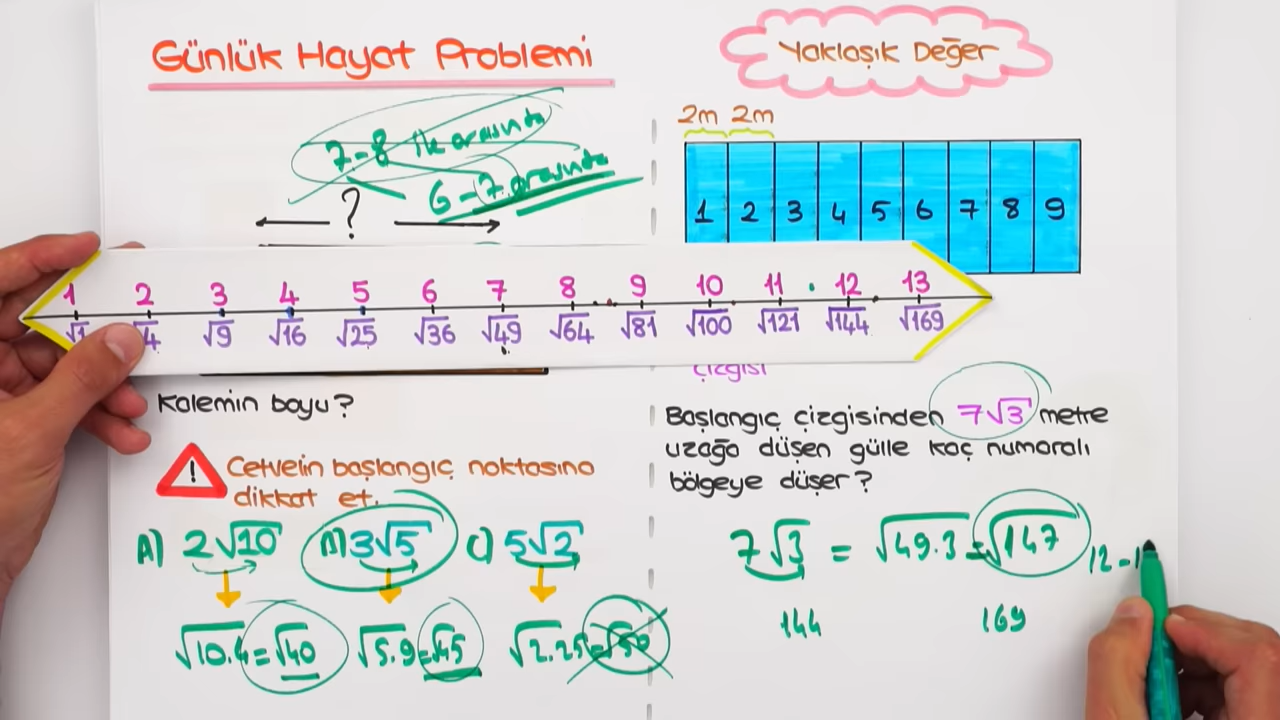 Günlük Hayat Problemi
7-8 ik arasında
6-7 arasında
?
1 2 3 4 5 6 7 8 9 10 11 12 13
√1 √4 √9 √16 √25 √36 √49 √64 √81 √100 √121 √144 √169
Kalemin boyu?
! Cetvelin başlangıç noktasına
dikkat et.
A) 2√10 B) 3√5 C) 5√2
√10.4=√40 √5.9=√45 √2.25=√50
Yaklaşık Değer
2m 2m
1 2 3 4 5 6 7 8 9
çizgisi
Başlangıç çizgisinden 7√3 metre
uzağa düşen gülle kaç numaralı
bölgeye düşer?
7√3 = √49.3=√147 12-1
144 169